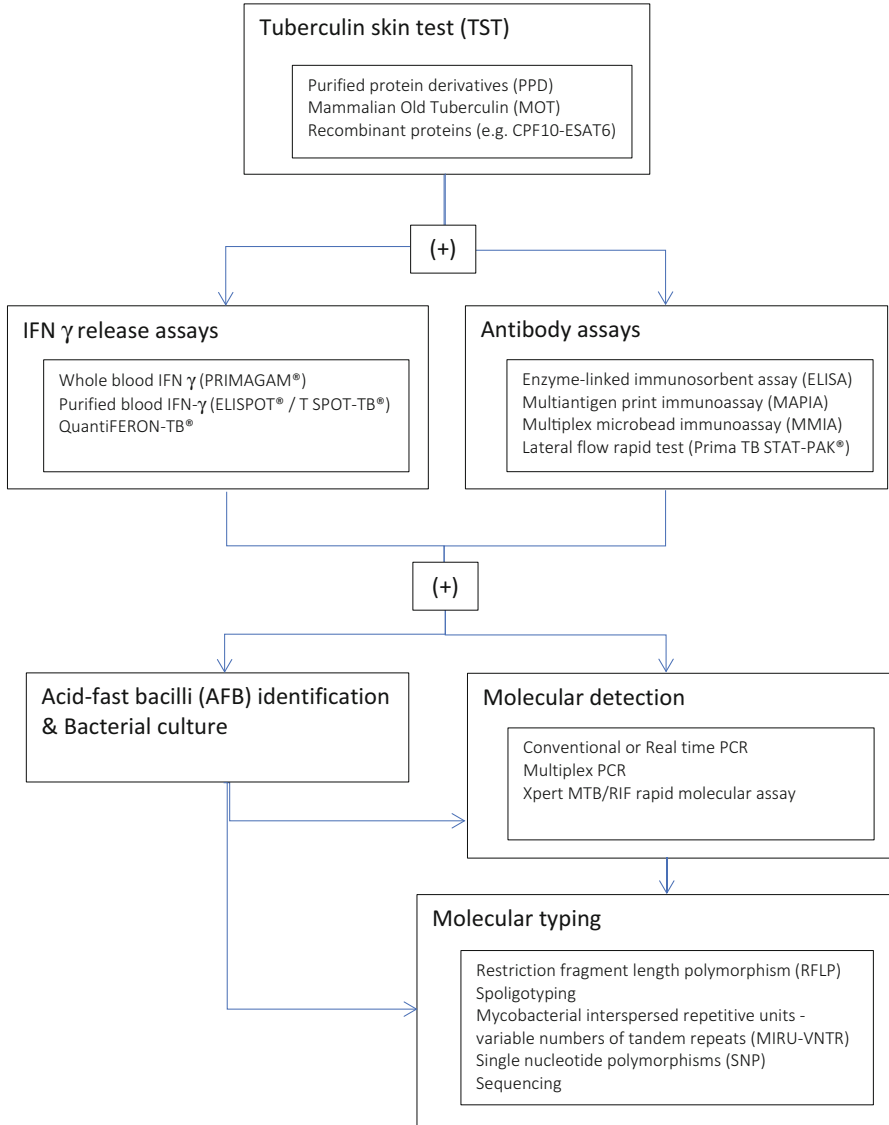 Tuberculin skin test (TST)
Purified protein derivatives (PPD)
Mammalian Old Tuberculin (MOT)
Recombinant proteins (e.g. CPF10-ESAT6)
(+)
IFN γ release assays
Whole blood IFN γ (PRIMAGAM®)
Purified blood IFN-γ (ELISPOT® / T SPOT-TB®)
QuantiFERON-TB®
Antibody assays
Enzyme-linked immunosorbent assay (ELISA)
Multiantigen print immunoassay (MAPIA)
Multiplex microbead immunoassay (MMIA)
Lateral flow rapid test (Prima TB STAT-PAK®)
(+)
Acid-fast bacilli (AFB) identification
& Bacterial culture
Molecular detection
Conventional or Real time PCR
Multiplex PCR
Xpert MTB/RIF rapid molecular assay
Molecular typing
Restriction fragment length polymorphism (RFLP)
Spoligotyping
Mycobacterial interspersed repetitive units -
variable numbers of tandem repeats (MIRU-VNTR)
Single nucleotide polymorphisms (SNP)
Sequencing